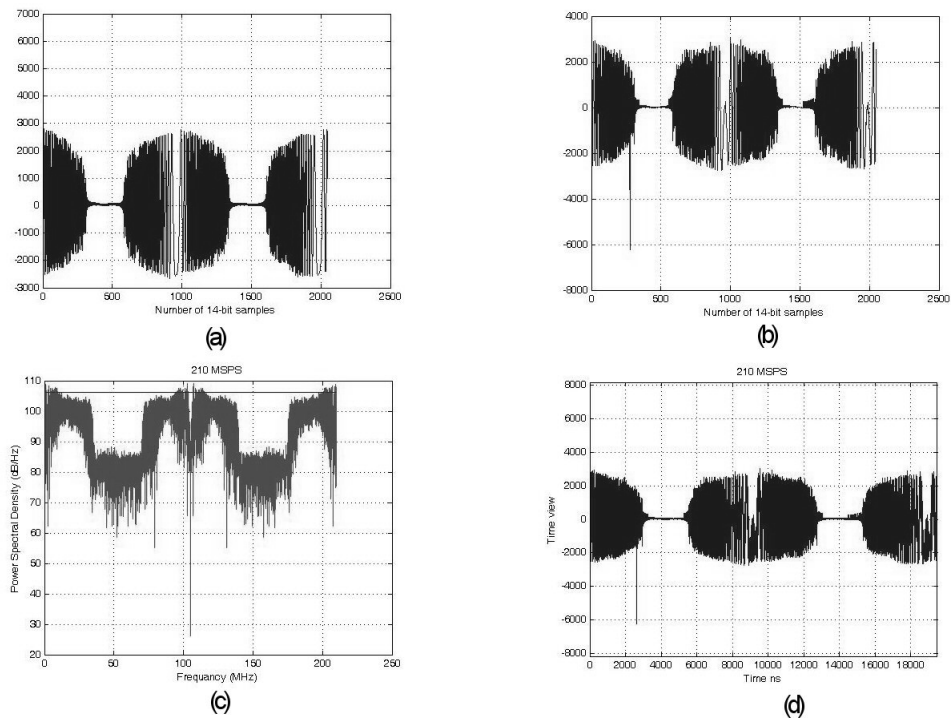 7000
6000
5000
4000
3000
2000
1000
0
-1000
-2000
-3000
0 500 1000 1500 2000 2500
Number of 14-bit samples
(a)
4000
2000
0
-2000
-4000
-6000
-8000
0 500 1000 1500 2000 2500
Number of 14-bit samples
(b)
210 MSPS
Power Spectral Density (dB/Hz)
110
100
90
80
70
60
50
40
30
20
0 50 100 150 200 250
Frequancy (MHz)
(c)
210 MSPS
Time view
8000
6000
4000
2000
0
-2000
-4000
-6000
-8000
0 2000 4000 6000 8000 10000 12000 14000 16000 18000
Time ns
(d)